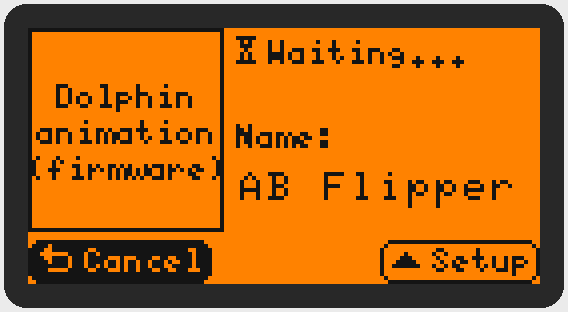 Dolphin
animation
(firmware)
Waiting...
Name:
AB Flipper
Cancel
Setup